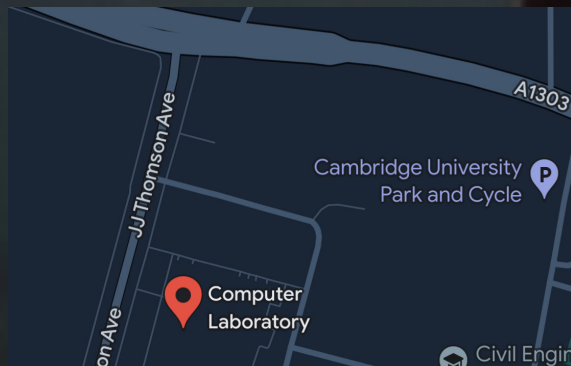 A1303
JJ Thomson Ave
Cambridge University
Park and Cycle
P
Computer
Laboratory
on Ave
Civil Engin